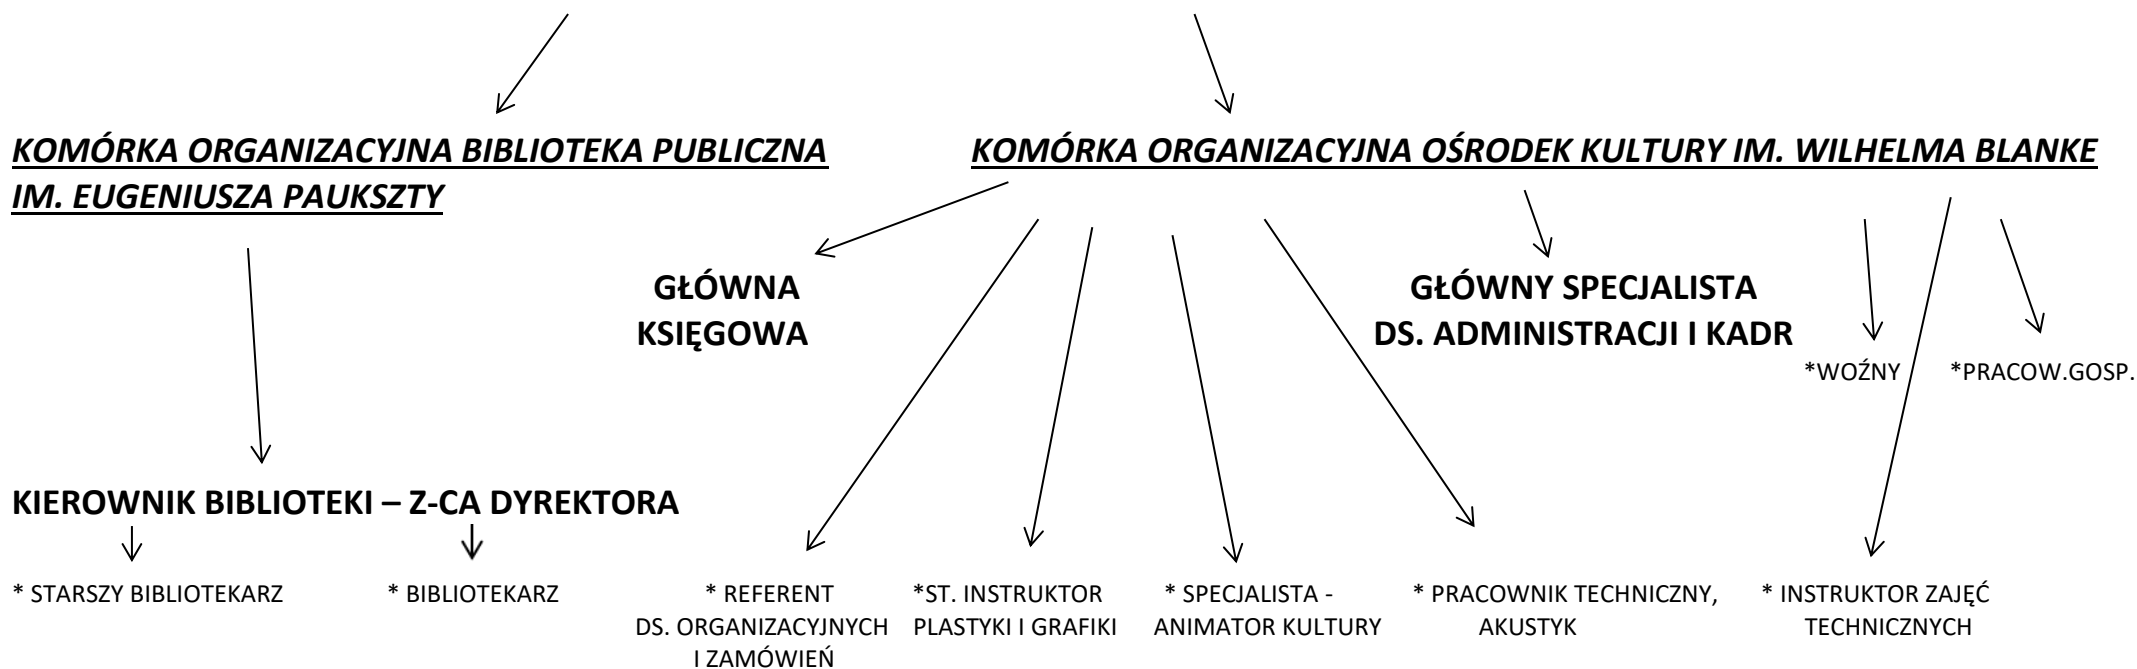 KOMÓRKA ORGANIZACYJNA BIBLIOTEKA PUBLICZNA
IM. EUGENIUSZA PAUKSZTY
KOMÓRKA ORGANIZACYJNA OŚRODEK KULTURY IM. WILHELMA BLANKE
GŁÓWNA
KSIĘGOWA
GŁÓWNY SPECJALISTA
DS. ADMINISTRACJI I KADR
*WOŹNY
*PRACOW.GOSP.
KIEROWNIK BIBLIOTEKI – Z-CA DYREKTORA
* STARSZY BIBLIOTEKARZ
* BIBLIOTEKARZ
* REFERENT
DS. ORGANIZACYJNYCH
I ZAMÓWIEŃ
*ST. INSTRUKTOR
PLASTYKI I GRAFIKI
* SPECJALISTA -
ANIMATOR KULTURY
* PRACOWNIK TECHNICZNY,
AKUSTYK
* INSTRUKTOR ZAJĘĆ
TECHNICZNYCH